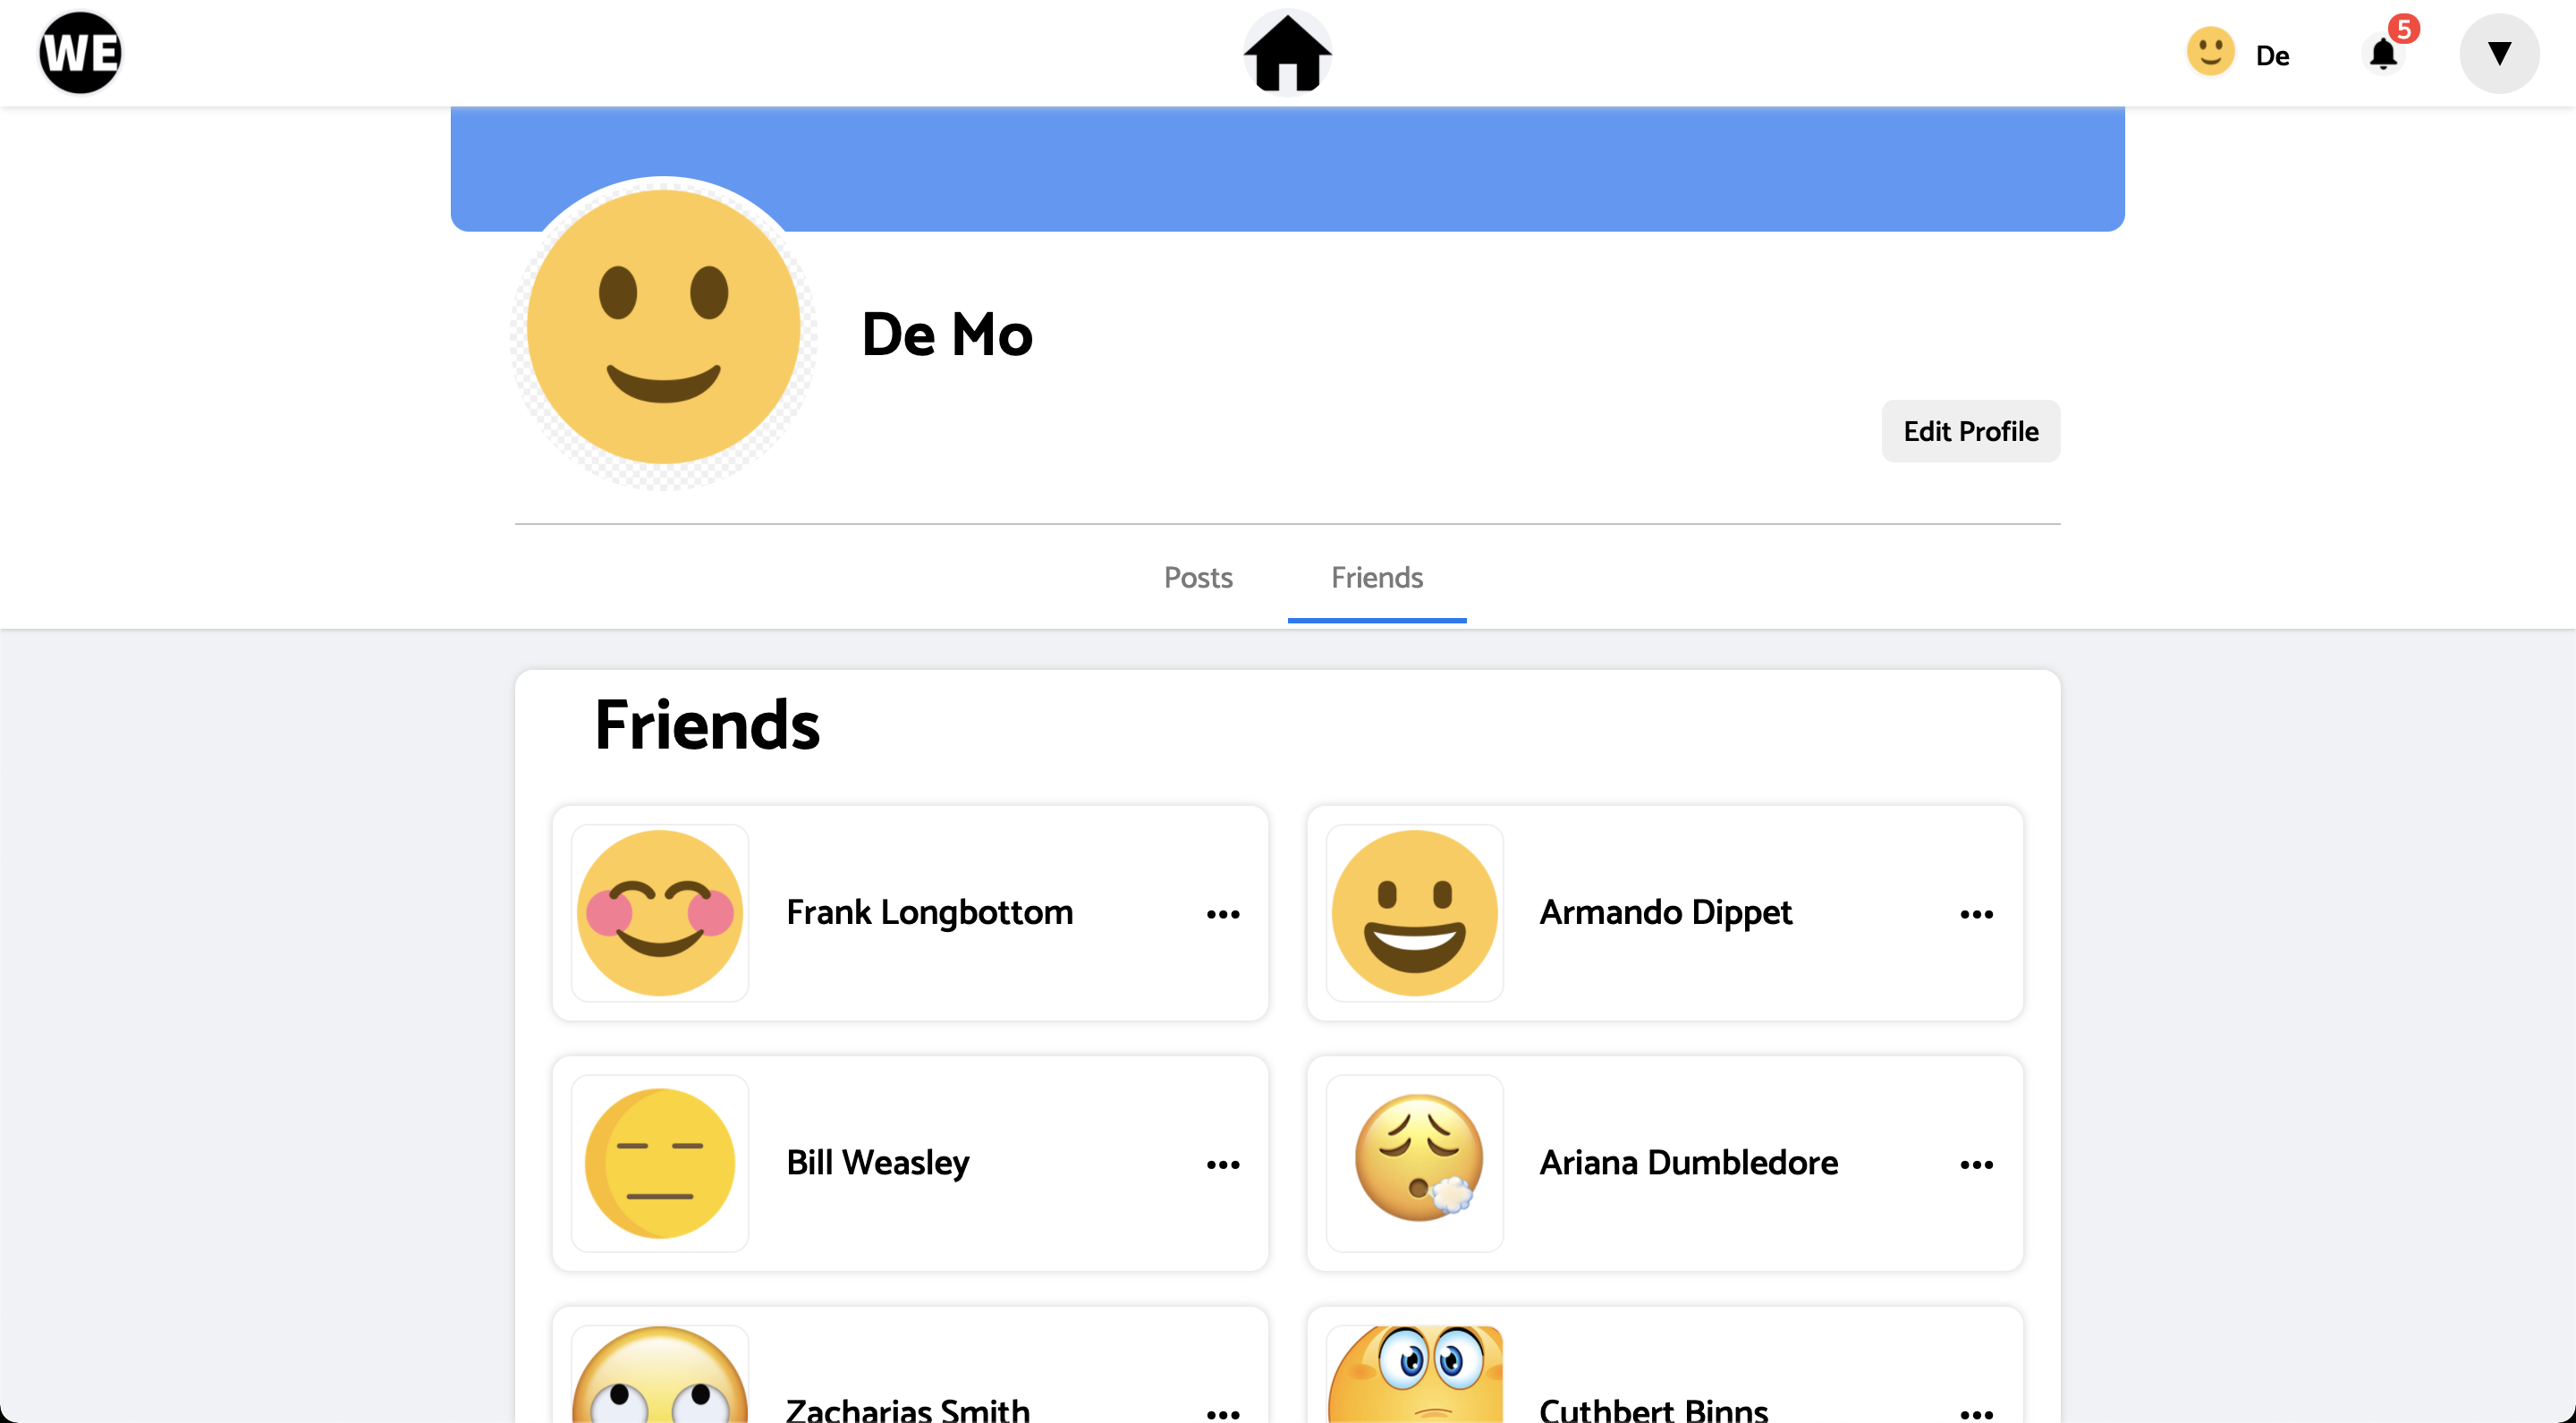 WE
De
5
De Mo
Edit Profile
Posts Friends
Friends
Frank Longbottom
Armando Dippet
Bill Weasley
Ariana Dumbledore
Zacharias Smith
Cuthbert Binns